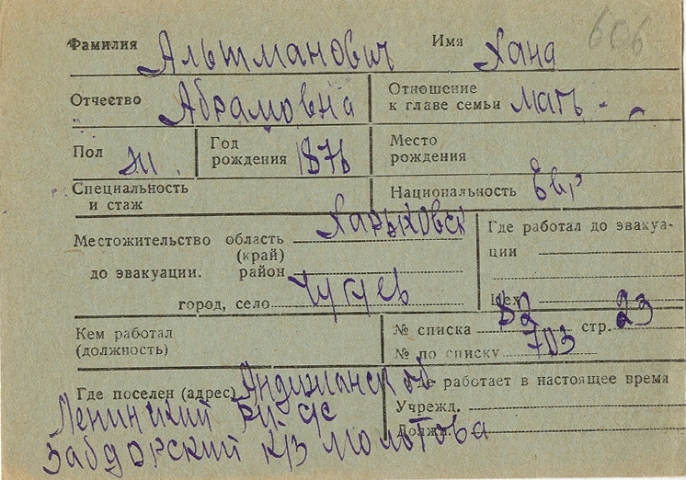 606
Фамилия Альтманович Имя Хана
Отчество Абрамовна Отношение к главе семьи мать
Пол ж. Год рождения 1876 Место рождения
Специальность и стаж Национальность Евр
Местожительство область (край) Харьковск Где работал до эвакуации
до эвакуации. район
город, село Чугуев Цех
Кем работал (должность) № списка 82 стр. 23
№ по списку 703
Где поселен (адрес) Андижанск обл Где работает в настоящее время
Ленинский р-н с/с Учрежд.
Забдорский к/з Молотова Должн.